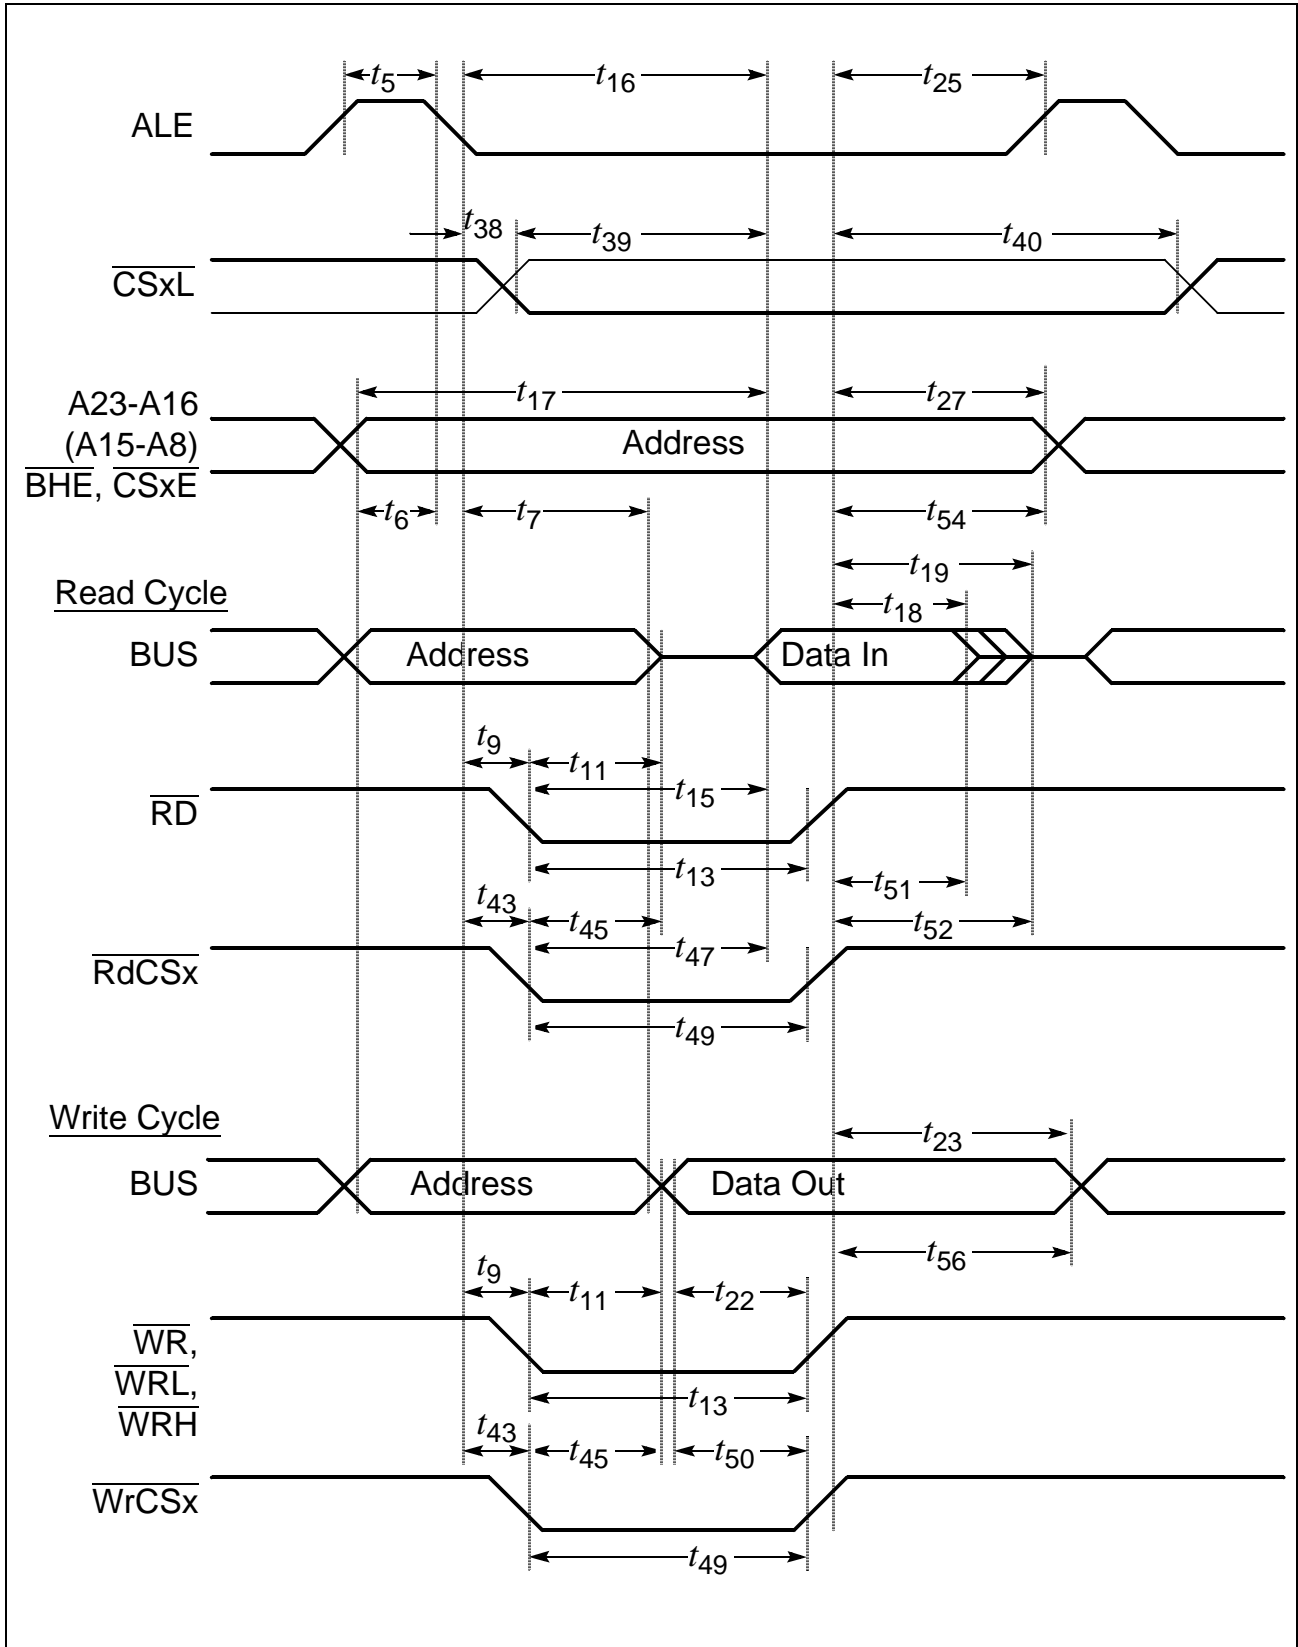 t5
t16
t25
ALE
t38
t39
t40
CSxL
A23-A16
(A15-A8)
BHE, CSxE
t17
t27
Address
t6
t7
t54
t19
Read Cycle
t18
BUS
Address
Data In
t9
t11
t15
RD
t13
t51
t43
t45
t52
t47
RdCSx
t49
Write Cycle
t23
BUS
Address
Data Out
t56
t9
t11
t22
WR,
WRL,
WRH
t13
t43
t45
t50
WrCSx
t49